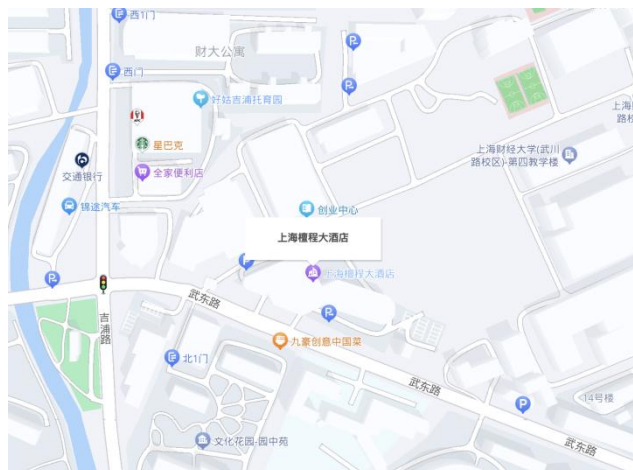 西1门
财大公寓
西门
好姑吉浦托育园
星巴克
上海财经大学(武川
路校区)-第四教学楼
上海
路校
交通银行
全家便利店
锦途汽车
创业中心
上海檀程大酒店
上海檀程大酒店
武东路
吉浦路
九豪创意中国菜
北1门
武东路
14号楼
文化花园-园中苑
武东路